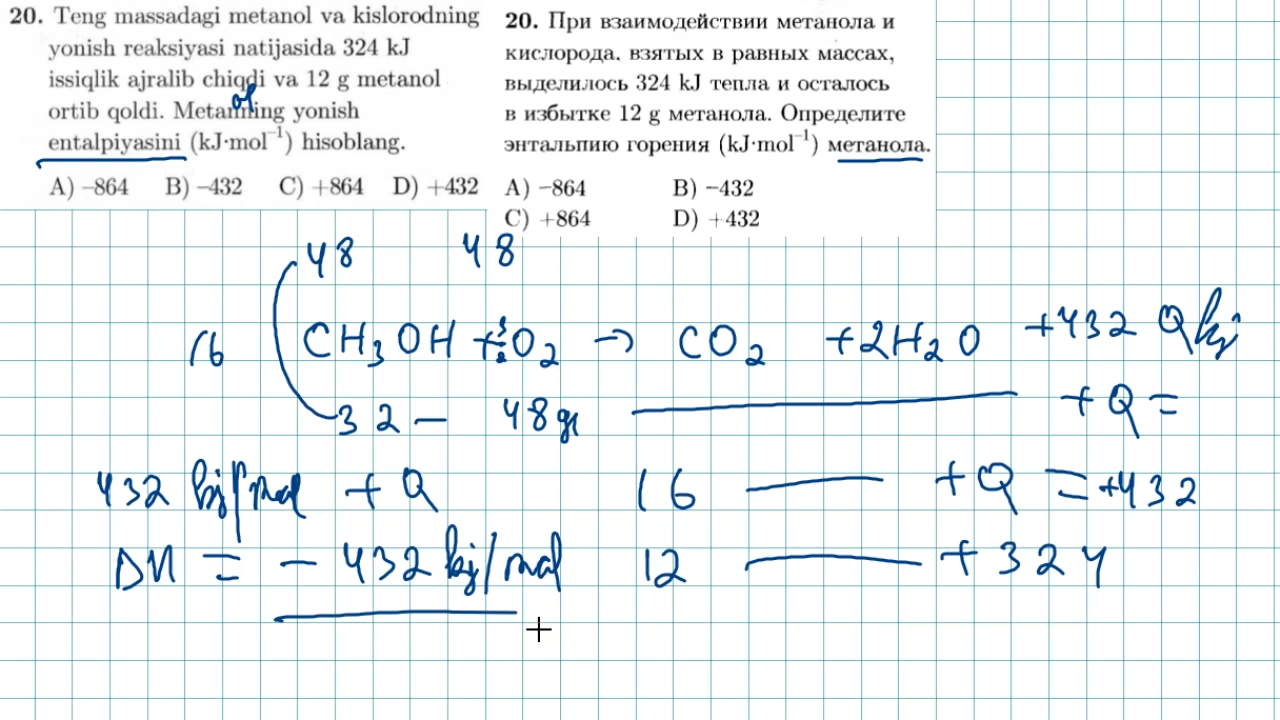 20. Teng massadagi metanol va kislorodning
yonish reaksiyasi natijasida 324 kJ
issiqlik ajralib chiqdi va 12 g metanol
ortib qoldi. Metanning yonish
ol
entalpiyasini (kJ·mol⁻¹) hisoblang.
A) –864 B) –432 C) +864 D) +432
20. При взаимодействии метанола и
кислорода, взятых в равных массах,
выделилось 324 kJ тепла и осталось
в избытке 12 g метанола. Определите
энтальпию горения (kJ·mol⁻¹) метанола.
A) −864 B) −432
C) +864 D) +432
48 48
16 CH₃OH + 3/2 O₂ → CO₂ + 2H₂O +432 Q kj
32 — 48 gr + Q =
432 kj/mol + Q 16 — + Q = +432
ΔH = − 432 kj/mol 12 — + 324